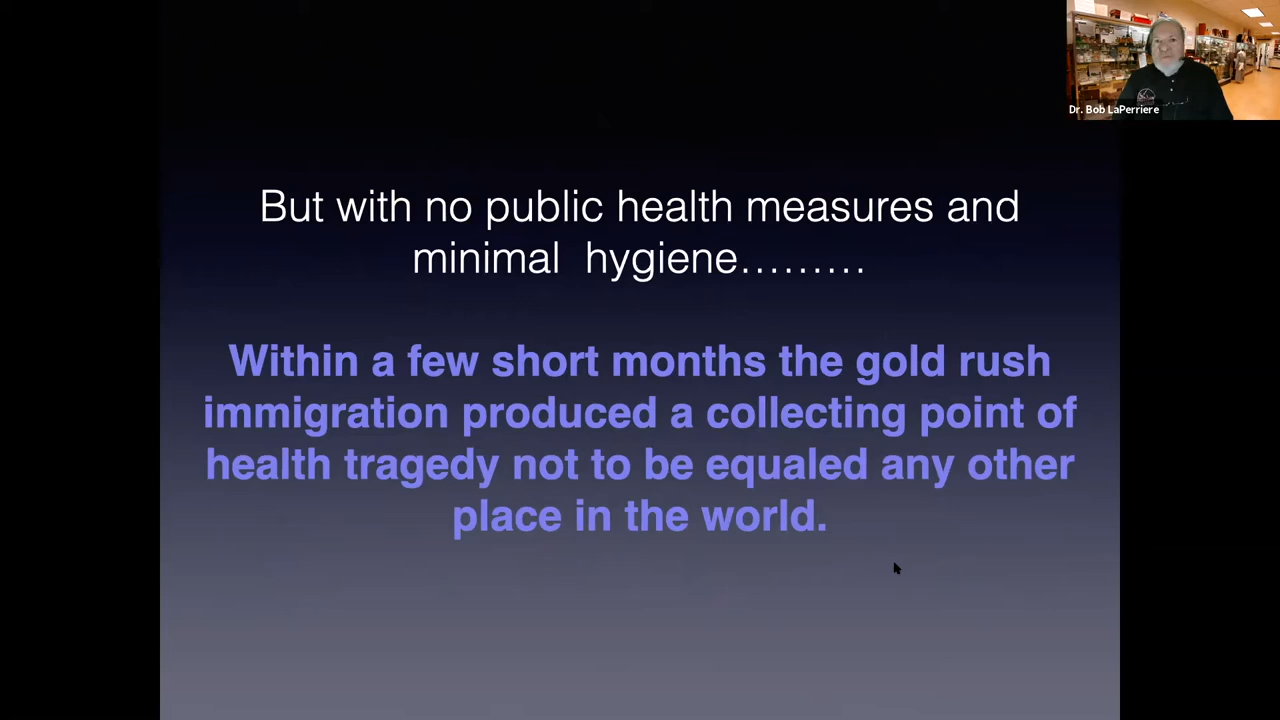 Dr. Bob LaPerriere
But with no public health measures and
minimal hygiene.........
Within a few short months the gold rush
immigration produced a collecting point of
health tragedy not to be equaled any other
place in the world.